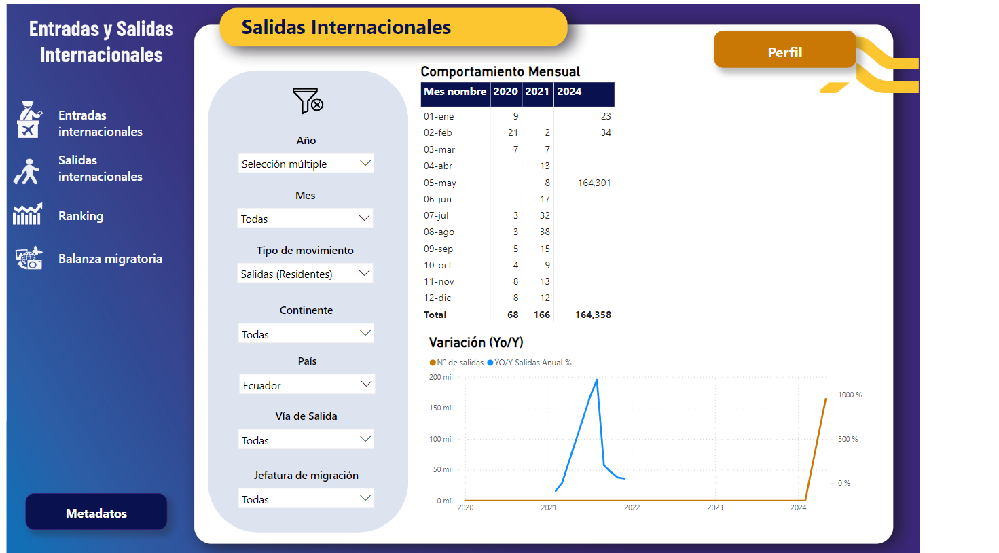 Entradas y Salidas
Internacionales
Entradas
internacionales
Salidas
internacionales
Ranking
Balanza migratoria
Metadatos
Salidas Internacionales
Perfil
Año
Selección múltiple
Mes
Todas
Tipo de movimiento
Salidas (Residentes)
Continente
Todas
País
Ecuador
Vía de Salida
Todas
Jefatura de migración
Todas
Comportamiento Mensual
Mes nombre 2020 2021 2024
01-ene 9 23
02-feb 21 2 34
03-mar 7 7
04-abr 13
05-may 8 164,301
06-jun 17
07-jul 3 32
08-ago 3 38
09-sep 5 15
10-oct 4 9
11-nov 8 13
12-dic 8 12
Total 68 166 164,358
Variación (Yo/Y)
N° de salidas YO/Y Salidas Anual %
200 mil
150 mil
100 mil
50 mil
0 mil
1000 %
500 %
0 %
2020 2021 2022 2023 2024